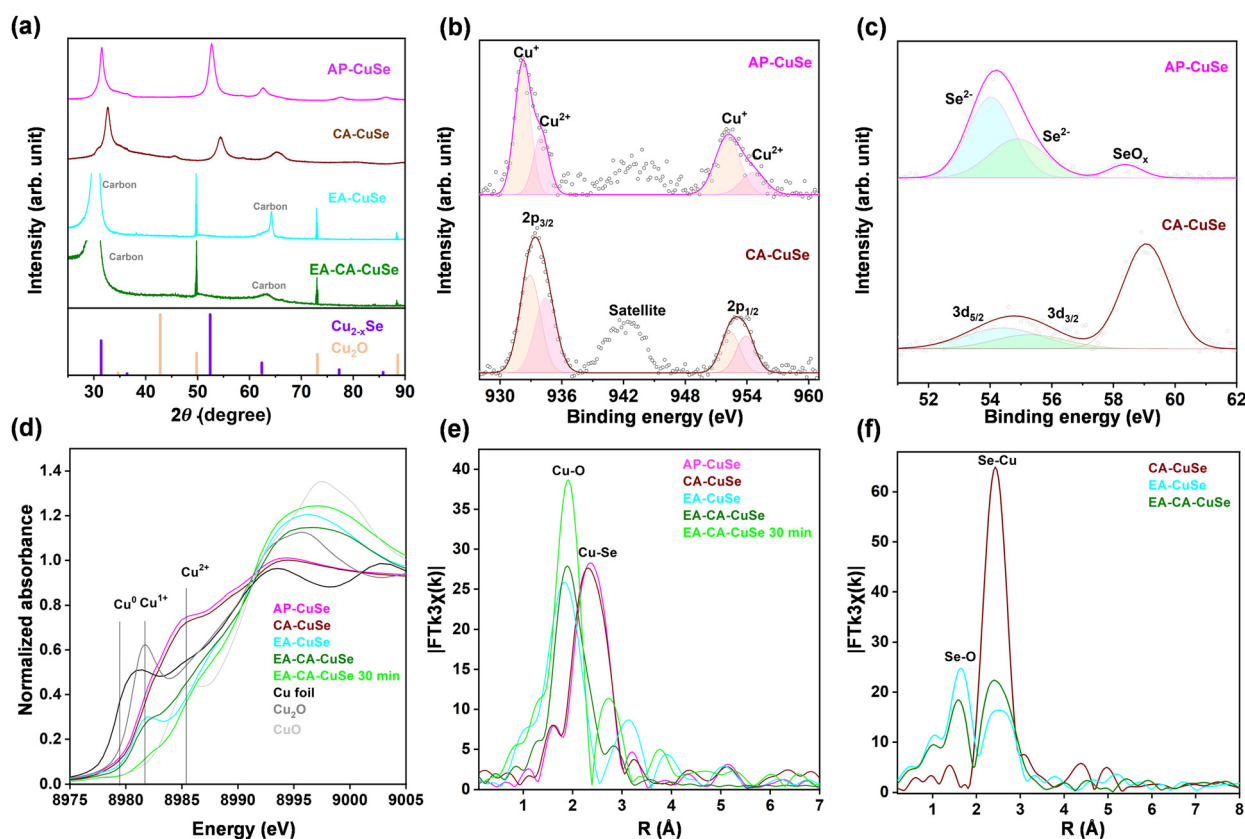 (a)
AP-CuSe
CA-CuSe
Carbon
Carbon
EA-CuSe
Carbon
Carbon
EA-CA-CuSe
Cu2-xSe
Cu2O
Intensity (arb. unit)
30 40 50 60 70 80 90
2θ (degree)
(b)
Cu+
AP-CuSe
Cu2+
Cu+
Cu2+
2p3/2
CA-CuSe
Satellite
2p1/2
Intensity (arb. unit)
930 936 942 948 954 960
Binding energy (eV)
(c)
AP-CuSe
Se2-
Se2-
SeOx
CA-CuSe
3d5/2
3d3/2
Intensity (arb. unit)
52 54 56 58 60 62
Binding energy (eV)
(d)
1.4
1.2
1.0
0.8
0.6
0.4
0.2
0.0
Normalized absorbance
Cu0 Cu1+
Cu2+
AP-CuSe
CA-CuSe
EA-CuSe
EA-CA-CuSe
EA-CA-CuSe 30 min
Cu foil
Cu2O
CuO
8975 8980 8985 8990 8995 9000 9005
Energy (eV)
(e)
40
35
30
25
20
15
10
5
0
|FTk3χ(k)|
Cu–O
Cu–Se
AP-CuSe
CA-CuSe
EA-CuSe
EA-CA-CuSe
EA-CA-CuSe 30 min
1 2 3 4 5 6 7
R (Å)
(f)
60
50
40
30
20
10
0
|FTk3χ(k)|
Se-Cu
Se-O
CA-CuSe
EA-CuSe
EA-CA-CuSe
1 2 3 4 5 6 7 8
R (Å)